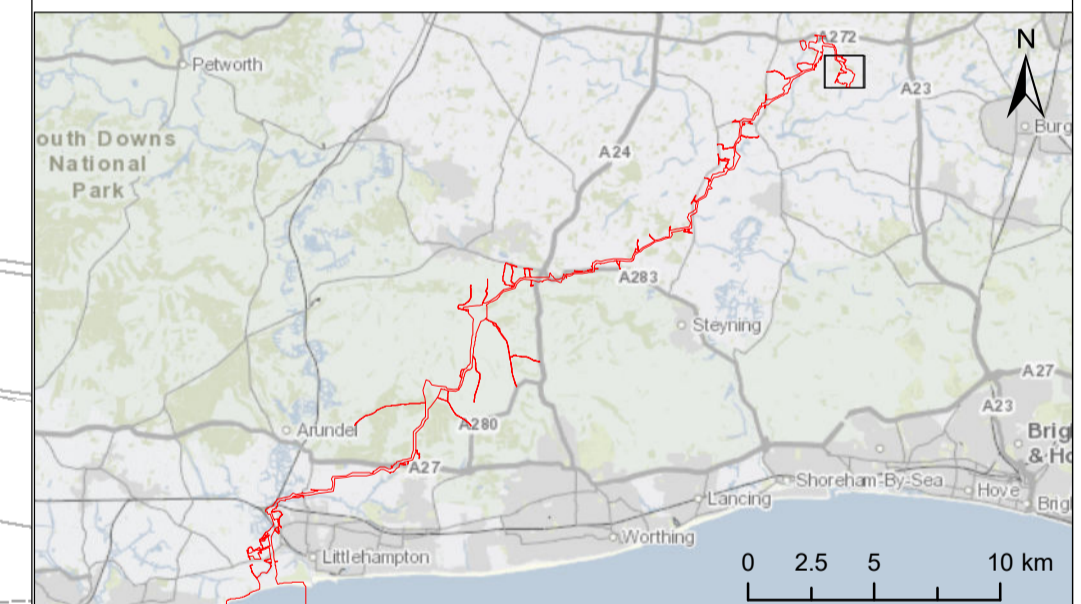 A272
N
Petworth
A23
Burg
outh Downs
National
Park
A24
A283
Steyning
A27
A23
A280
Arundel
Brig
& Ho
A27
Shoreham-By-Sea
Hove
Lancing
Brig
Worthing
Littlehampton
0 2.5 5 10 km